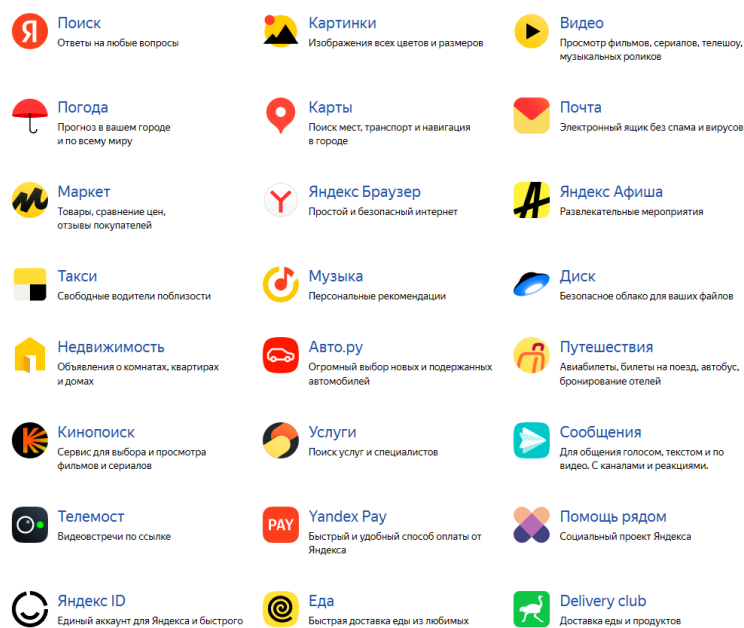 Я
Поиск
Ответы на любые вопросы
Картинки
Изображения всех цветов и размеров
Видео
Просмотр фильмов, сериалов, телешоу,
музыкальных роликов
Погода
Прогноз в вашем городе
и по всему миру
Карты
Поиск мест, транспорт и навигация
в городе
Почта
Электронный ящик без спама и вирусов
Маркет
Товары, сравнение цен,
отзывы покупателей
Яндекс Браузер
Простой и безопасный интернет
Яндекс Афиша
Развлекательные мероприятия
Такси
Свободные водители поблизости
Музыка
Персональные рекомендации
Диск
Безопасное облако для ваших файлов
Недвижимость
Объявления о комнатах, квартирах
и домах
Авто.ру
Огромный выбор новых и подержанных
автомобилей
Путешествия
Авиабилеты, билеты на поезд, автобус,
бронирование отелей
Кинопоиск
Сервис для выбора и просмотра
фильмов и сериалов
Услуги
Поиск услуг и специалистов
Сообщения
Для общения голосом, текстом и по
видео. С каналами и реакциями.
Телемост
Видеовстречи по ссылке
PAY
Yandex Pay
Быстрый и удобный способ оплаты от
Яндекса
Помощь рядом
Социальный проект Яндекса
Яндекс ID
Единый аккаунт для Яндекса и быстрого
Еда
Быстрая доставка еды из любимых
Delivery club
Доставка еды и продуктов